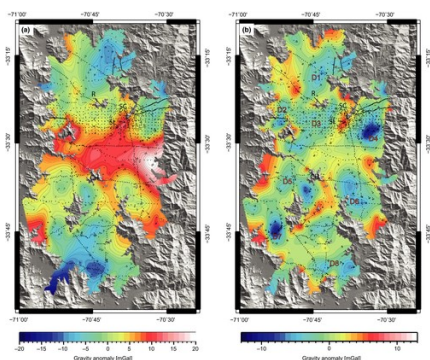 −71°00' −70°45' −70°30' −71°00' −70°45' −70°30'
(a) (b)
−33°15' −33°15'
D1
R R
SC SC
D2 D3
D4
−33°30' −33°30'
D5
D6
−33°45' −33°45'
D8
−71°00' −70°45' −70°30' −71°00' −70°45' −70°30'
−20 −15 −10 −5 0 5 10 15 20 −10 0 10
Gravity anomaly [mGal] Gravity anomaly [mGal]